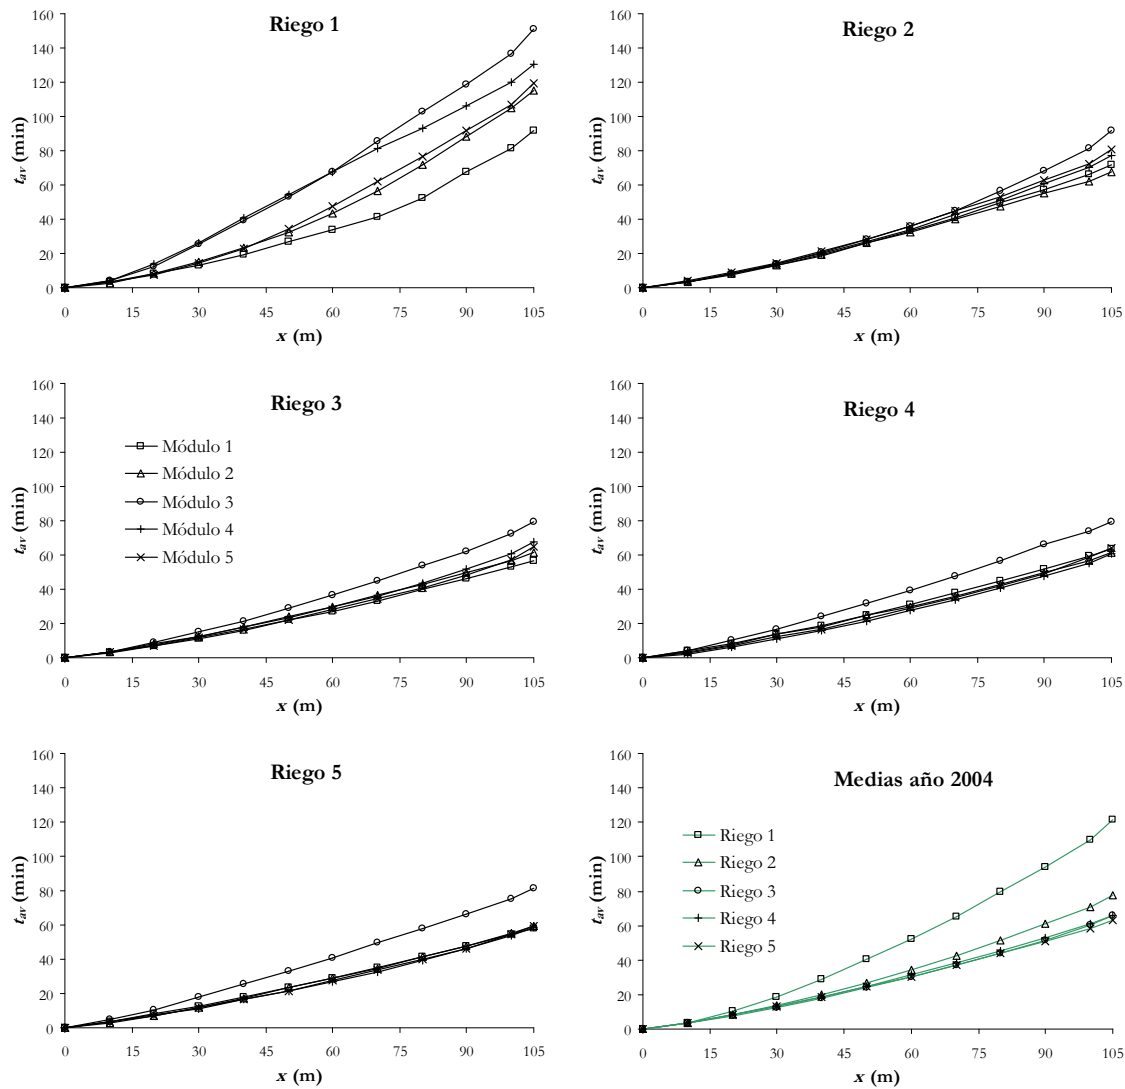 Riego 1
160
140
120
100
80
60
40
20
0
t_av (min)
0 15 30 45 60 75 90 105
x (m)
Riego 2
160
140
120
100
80
60
40
20
0
t_av (min)
0 15 30 45 60 75 90 105
x (m)
Riego 3
160
140
120
100
80
60
40
20
0
t_av (min)
Módulo 1
Módulo 2
Módulo 3
Módulo 4
Módulo 5
0 15 30 45 60 75 90 105
x (m)
Riego 4
160
140
120
100
80
60
40
20
0
t_av (min)
0 15 30 45 60 75 90 105
x (m)
Riego 5
160
140
120
100
80
60
40
20
0
t_av (min)
0 15 30 45 60 75 90 105
x (m)
Medias año 2004
160
140
120
100
80
60
40
20
0
t_av (min)
Riego 1
Riego 2
Riego 3
Riego 4
Riego 5
0 15 30 45 60 75 90 105
x (m)